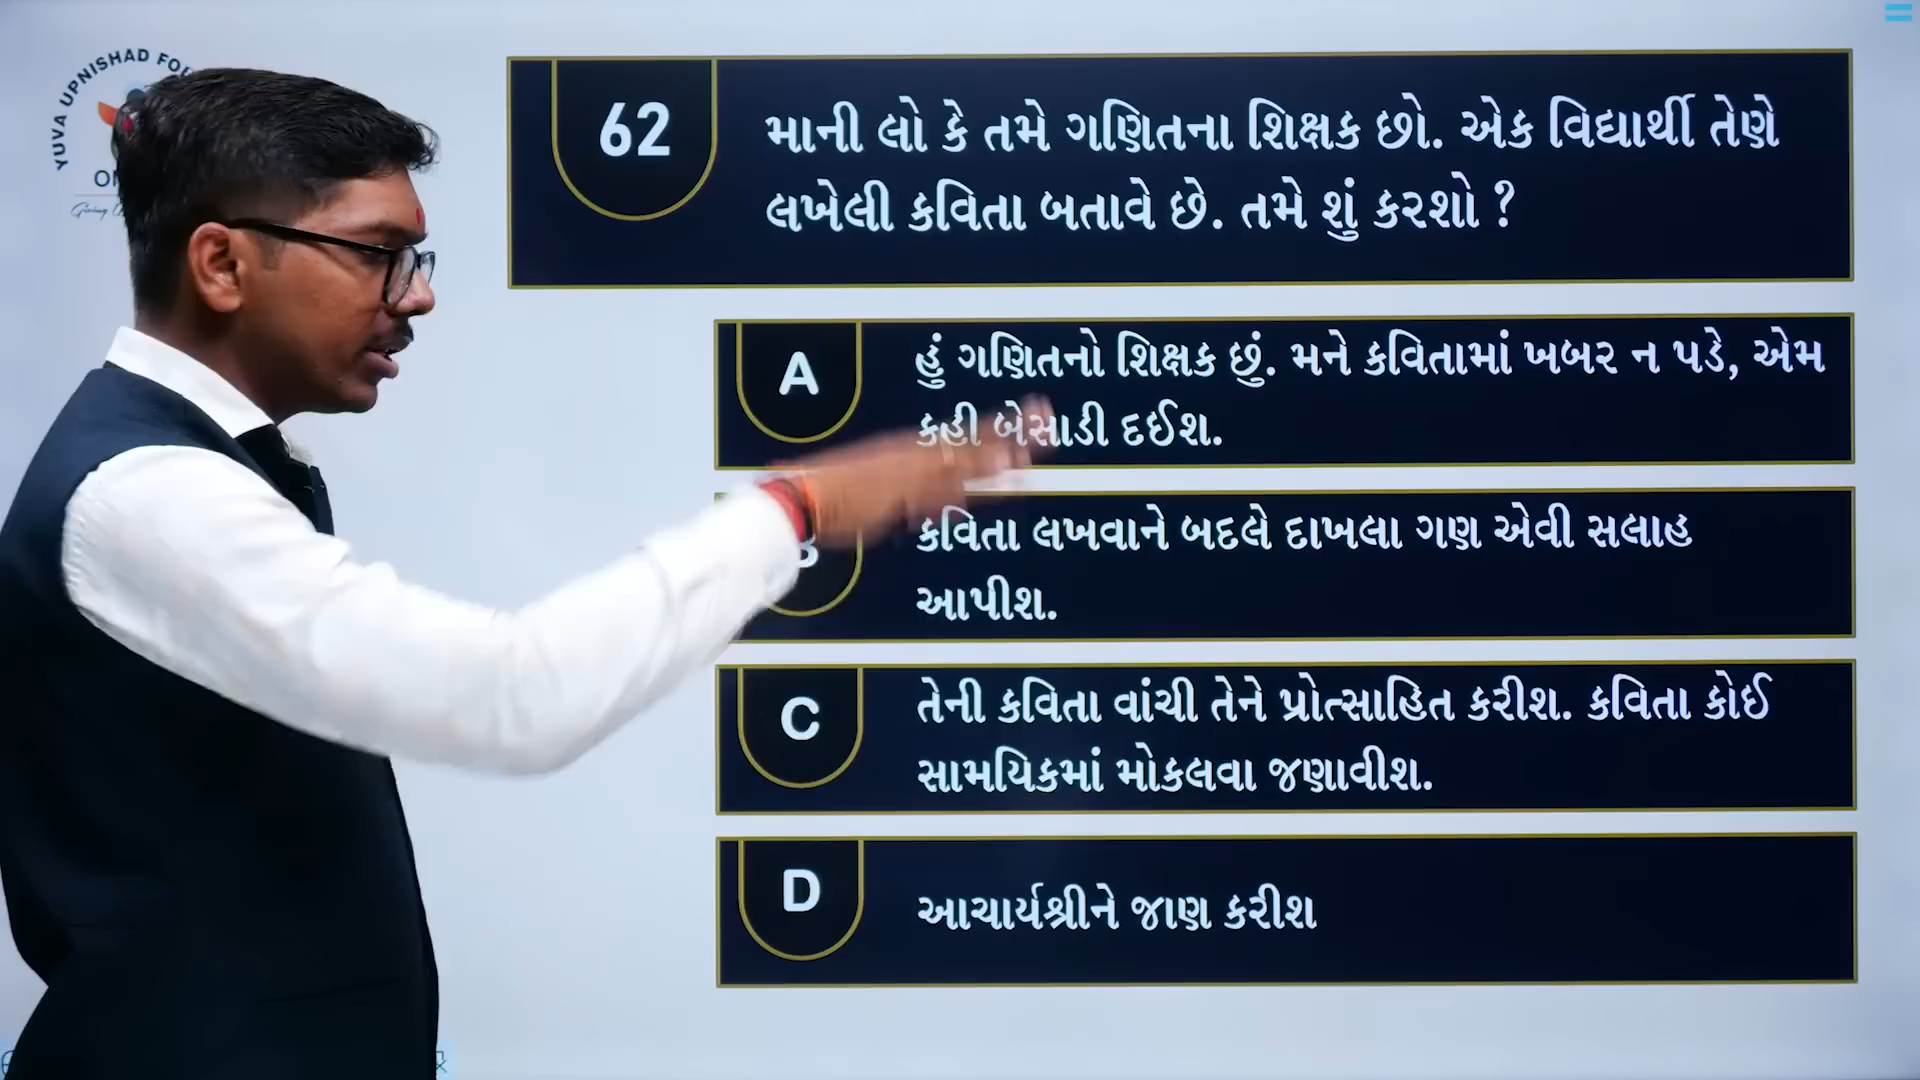 YUVA UPNISHAD
62
માની લો કે તમે ગણિતના શિક્ષક છો. એક વિદ્યાર્થી તેણે
લખેલી કવિતા બતાવે છે. તમે શું કરશો ?
A
હું ગણિતનો શિક્ષક છું. મને કવિતામાં ખબર ન પડે, એમ
કહી બેસાડી દઈશ.
કવિતા લખવાને બદલે દાખલા ગણ એવી સલાહ
આપીશ.
C
તેની કવિતા વાંચી તેને પ્રોત્સાહિત કરીશ. કવિતા કોઈ
સામયિકમાં મોકલવા જણાવીશ.
D
આચાર્યશ્રીને જાણ કરીશ